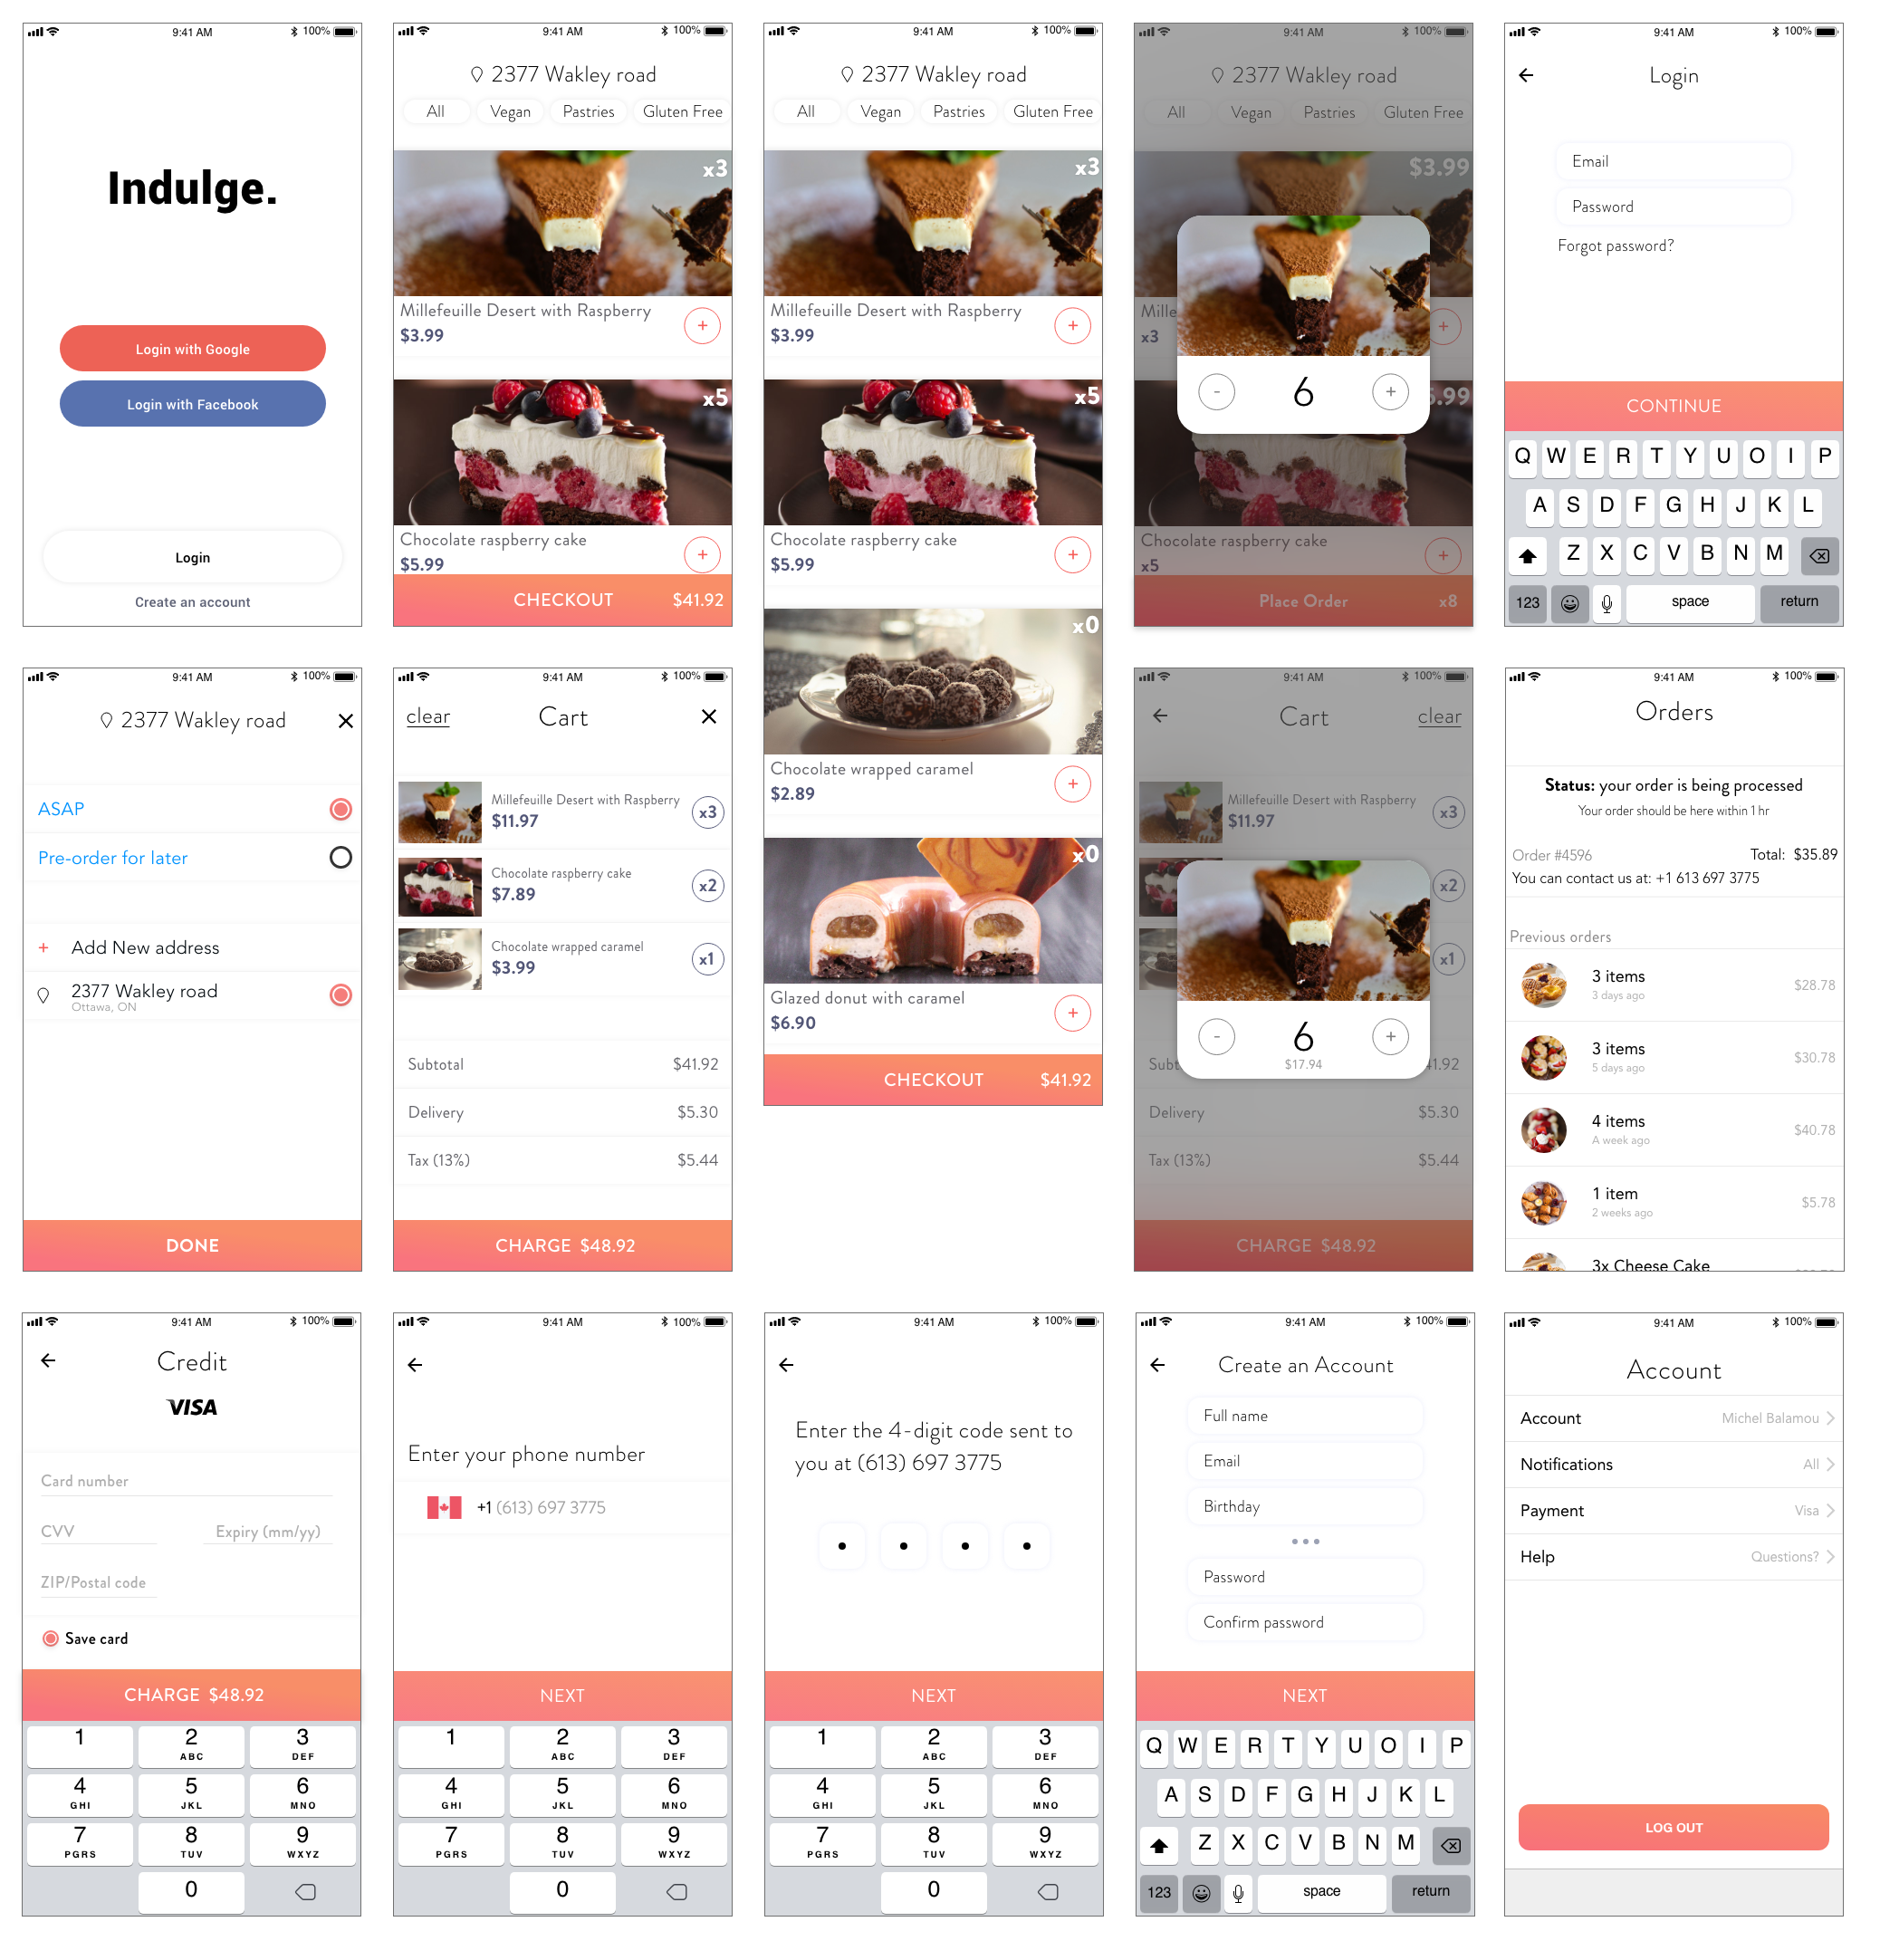 9:41 AM 100%
Indulge.
Login with Google
Login with Facebook
Login
Create an account
9:41 AM 100%
2377 Wakley road
All Vegan Pastries Gluten Free
x3
Millefeuille Desert with Raspberry
$3.99
+
x5
Chocolate raspberry cake
$5.99
+
CHECKOUT $41.92
9:41 AM 100%
2377 Wakley road
All Vegan Pastries Gluten Free
x3
Millefeuille Desert with Raspberry
$3.99
+
x5
Chocolate raspberry cake
$5.99
+
x0
Chocolate wrapped caramel
$2.89
+
x0
Glazed donut with caramel
$6.90
+
CHECKOUT $41.92
9:41 AM 100%
2377 Wakley road
All Vegan Pastries Gluten Free
$3.99
Mille
x3
+
- 6 +
5.99
Chocolate raspberry cake
x5
+
Place Order x8
9:41 AM 100%
Login
Email
Password
Forgot password?
CONTINUE
Q W E R T Y U O I P
A S D F G H J K L
Z X C V B N M
123 space return
9:41 AM 100%
2377 Wakley road
ASAP
Pre-order for later
+ Add New address
2377 Wakley road
Ottawa, ON
DONE
9:41 AM 100%
clear Cart
Millefeuille Desert with Raspberry
$11.97
x3
Chocolate raspberry cake
$7.89
x2
Chocolate wrapped caramel
$3.99
x1
Subtotal $41.92
Delivery $5.30
Tax (13%) $5.44
CHARGE $48.92
9:41 AM 100%
Cart clear
Millefeuille Desert with Raspberry
$11.97
x3
x2
x1
- 6 +
$17.94
Subt 41.92
Delivery $5.30
Tax (13%) $5.44
CHARGE $48.92
9:41 AM 100%
Orders
Status: your order is being processed
Your order should be here within 1 hr
Order #4596 Total: $35.89
You can contact us at: +1 613 697 3775
Previous orders
3 items
3 days ago
$28.78
3 items
5 days ago
$30.78
4 items
A week ago
$40.78
1 item
2 weeks ago
$5.78
3x Cheese Cake
9:41 AM 100%
Credit
VISA
Card number
CVV Expiry (mm/yy)
ZIP/Postal code
Save card
CHARGE $48.92
1 2 3
ABC DEF
4 5 6
GHI JKL MNO
7 8 9
PGRS TUV WXYZ
0
9:41 AM 100%
Enter your phone number
+1 (613) 697 3775
NEXT
1 2 3
ABC DEF
4 5 6
GHI JKL MNO
7 8 9
PGRS TUV WXYZ
0
9:41 AM 100%
Enter the 4-digit code sent to
you at (613) 697 3775
NEXT
1 2 3
ABC DEF
4 5 6
GHI JKL MNO
7 8 9
PGRS TUV WXYZ
0
9:41 AM 100%
Create an Account
Full name
Email
Birthday
Password
Confirm password
NEXT
Q W E R T Y U O I P
A S D F G H J K L
Z X C V B N M
123 space return
9:41 AM 100%
Account
Account Michel Balamou
Notifications All
Payment Visa
Help Questions?
LOG OUT